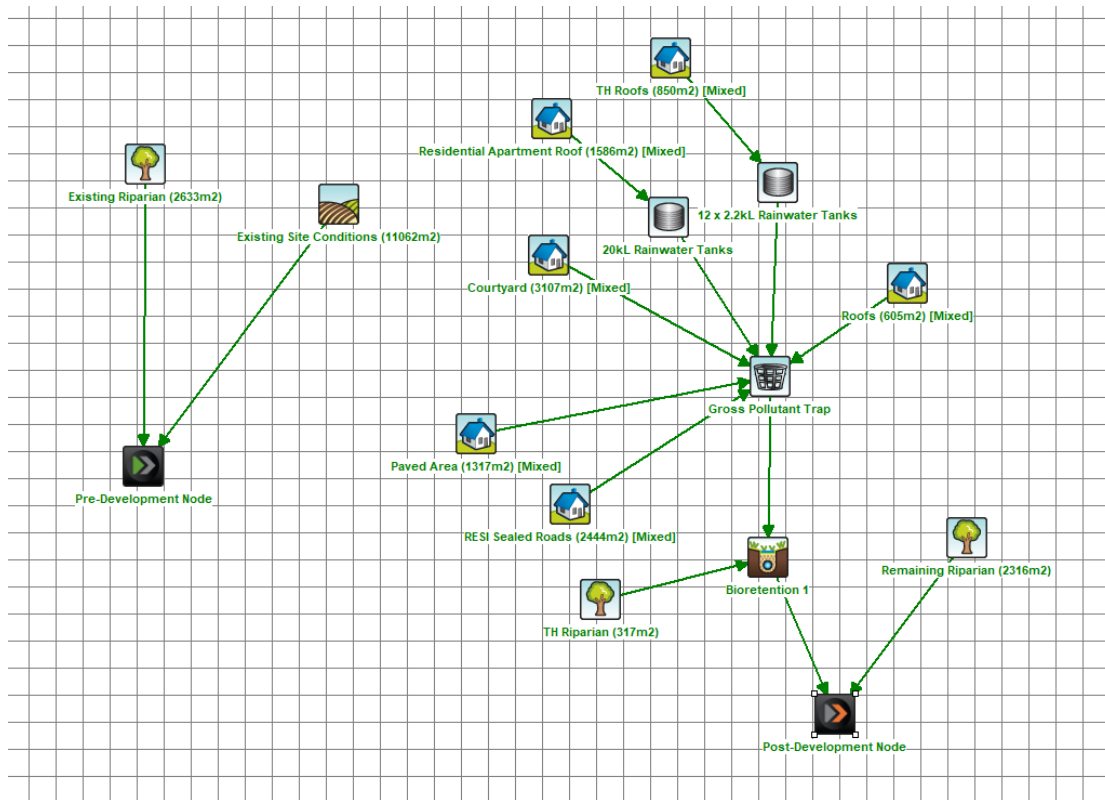 TH Roofs (850m2) [Mixed]
Residential Apartment Roof (1586m2) [Mixed]
Existing Riparian (2633m2)
12 x 2.2kL Rainwater Tanks
Existing Site Conditions (11062m2)
20kL Rainwater Tanks
Courtyard (3107m2) [Mixed]
Roofs (605m2) [Mixed]
Gross Pollutant Trap
Paved Area (1317m2) [Mixed]
Pre-Development Node
RESI Sealed Roads (2444m2) [Mixed]
Remaining Riparian (2316m2)
Bioretention 1
TH Riparian (317m2)
Post-Development Node